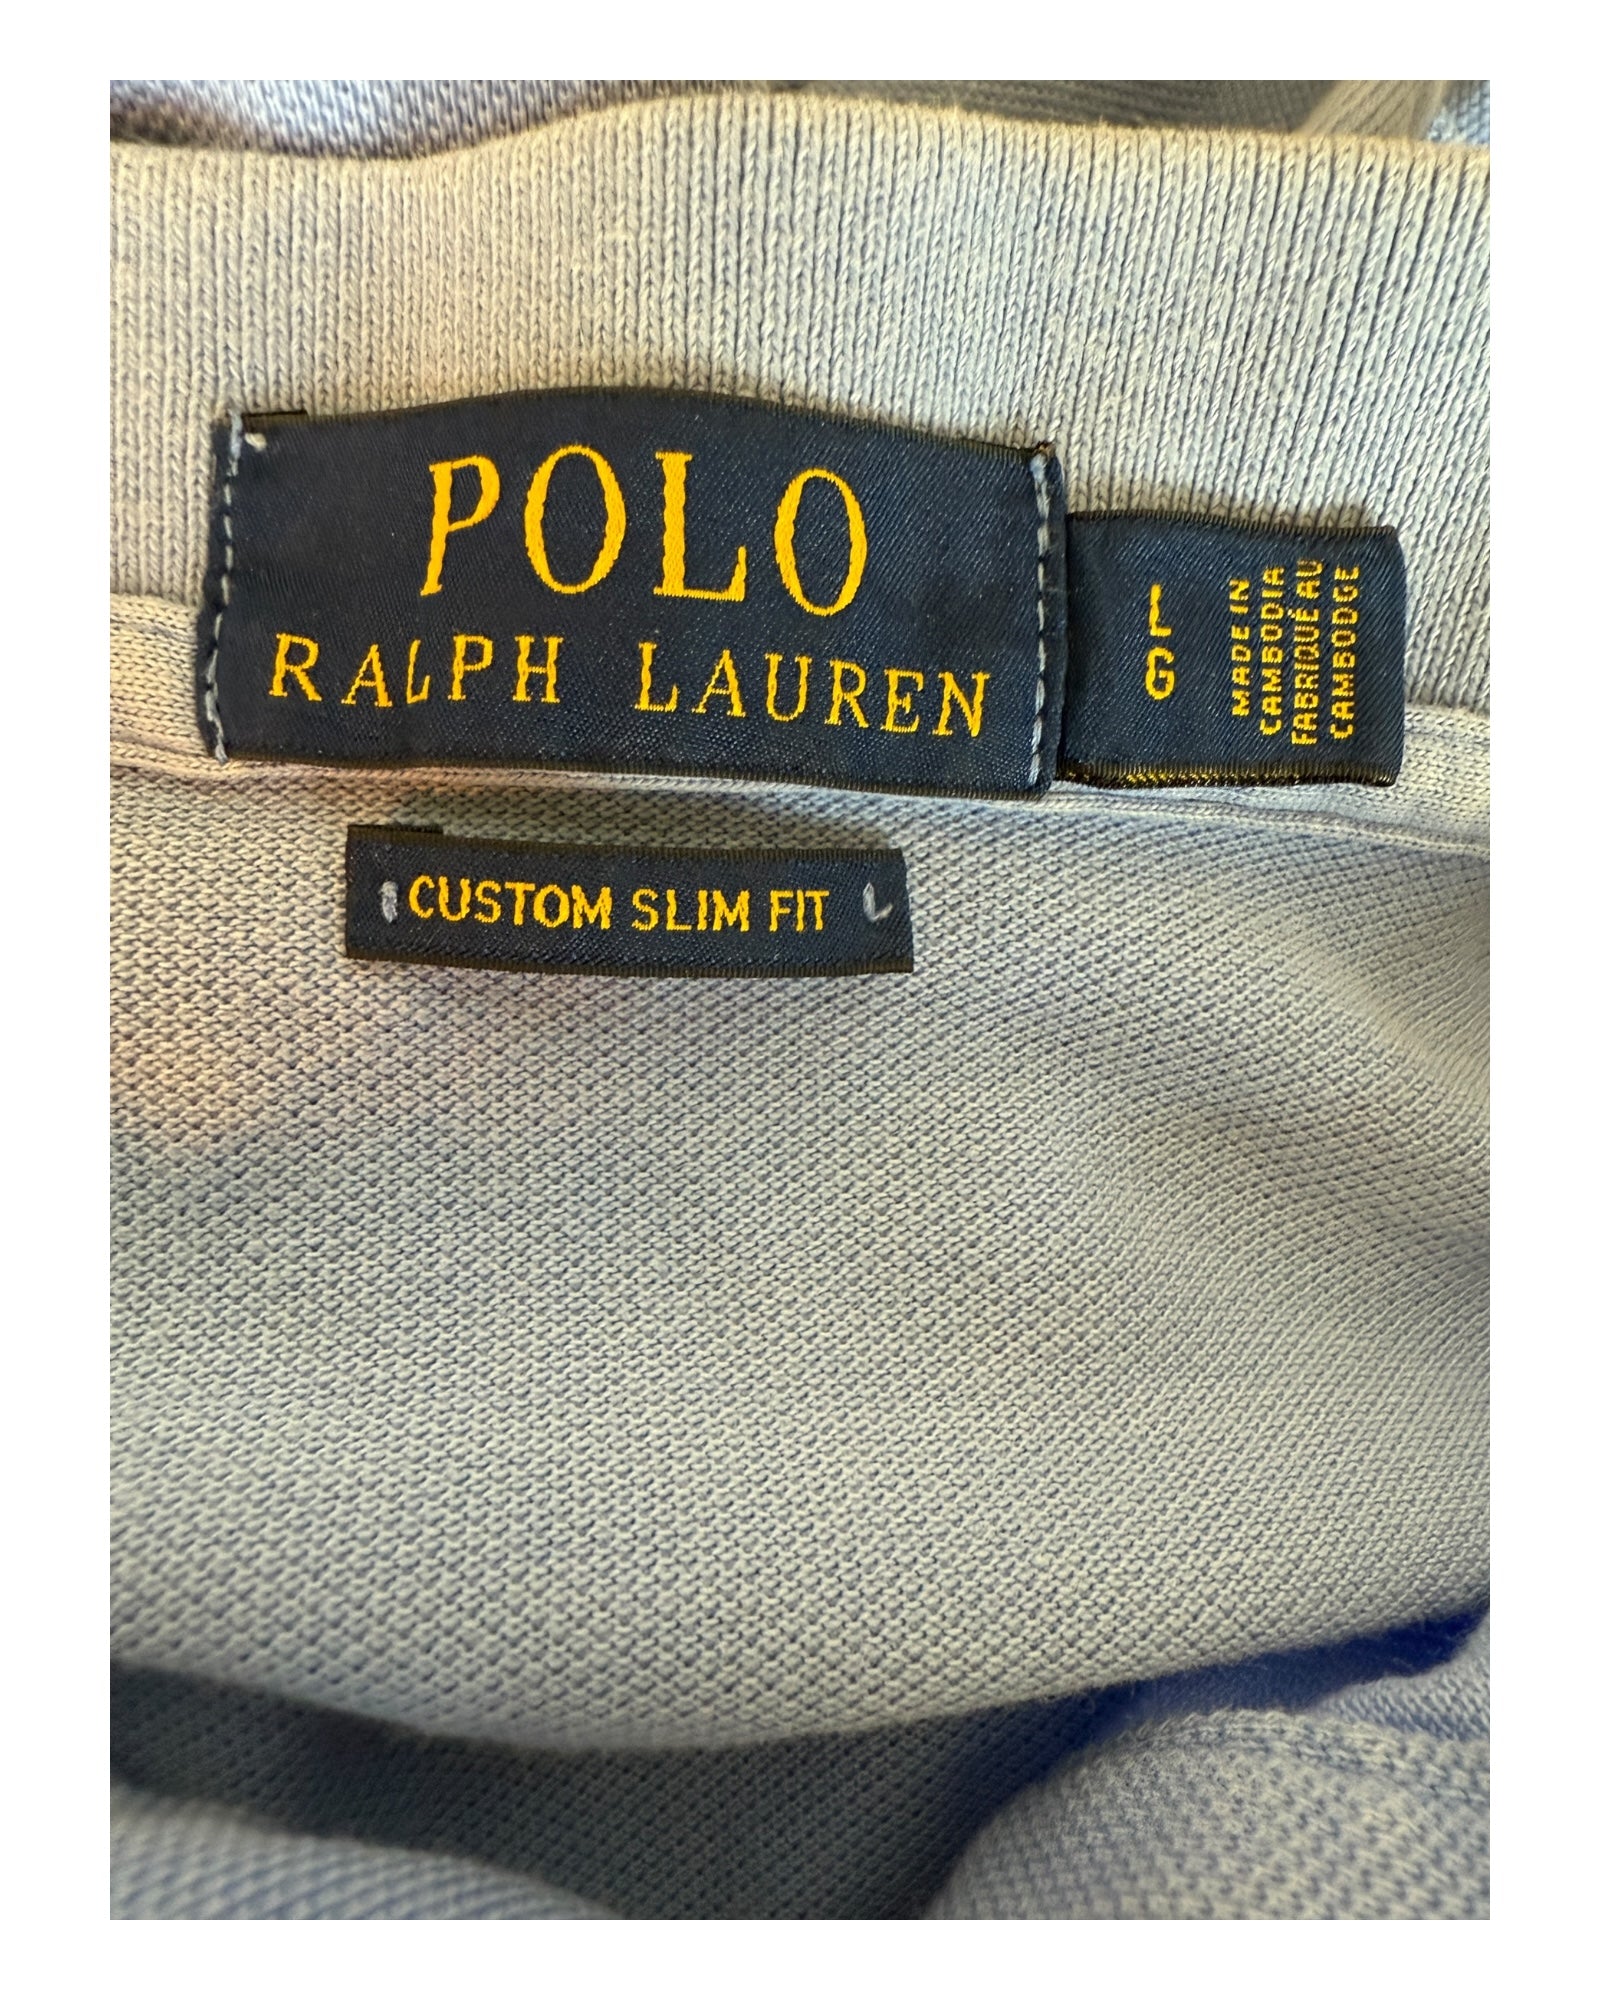 POLO
RALPH LAUREN
L
G
MADE IN
CAMBODIA
FABRIQUÉ AU
CAMBODGE
CUSTOM SLIM FIT